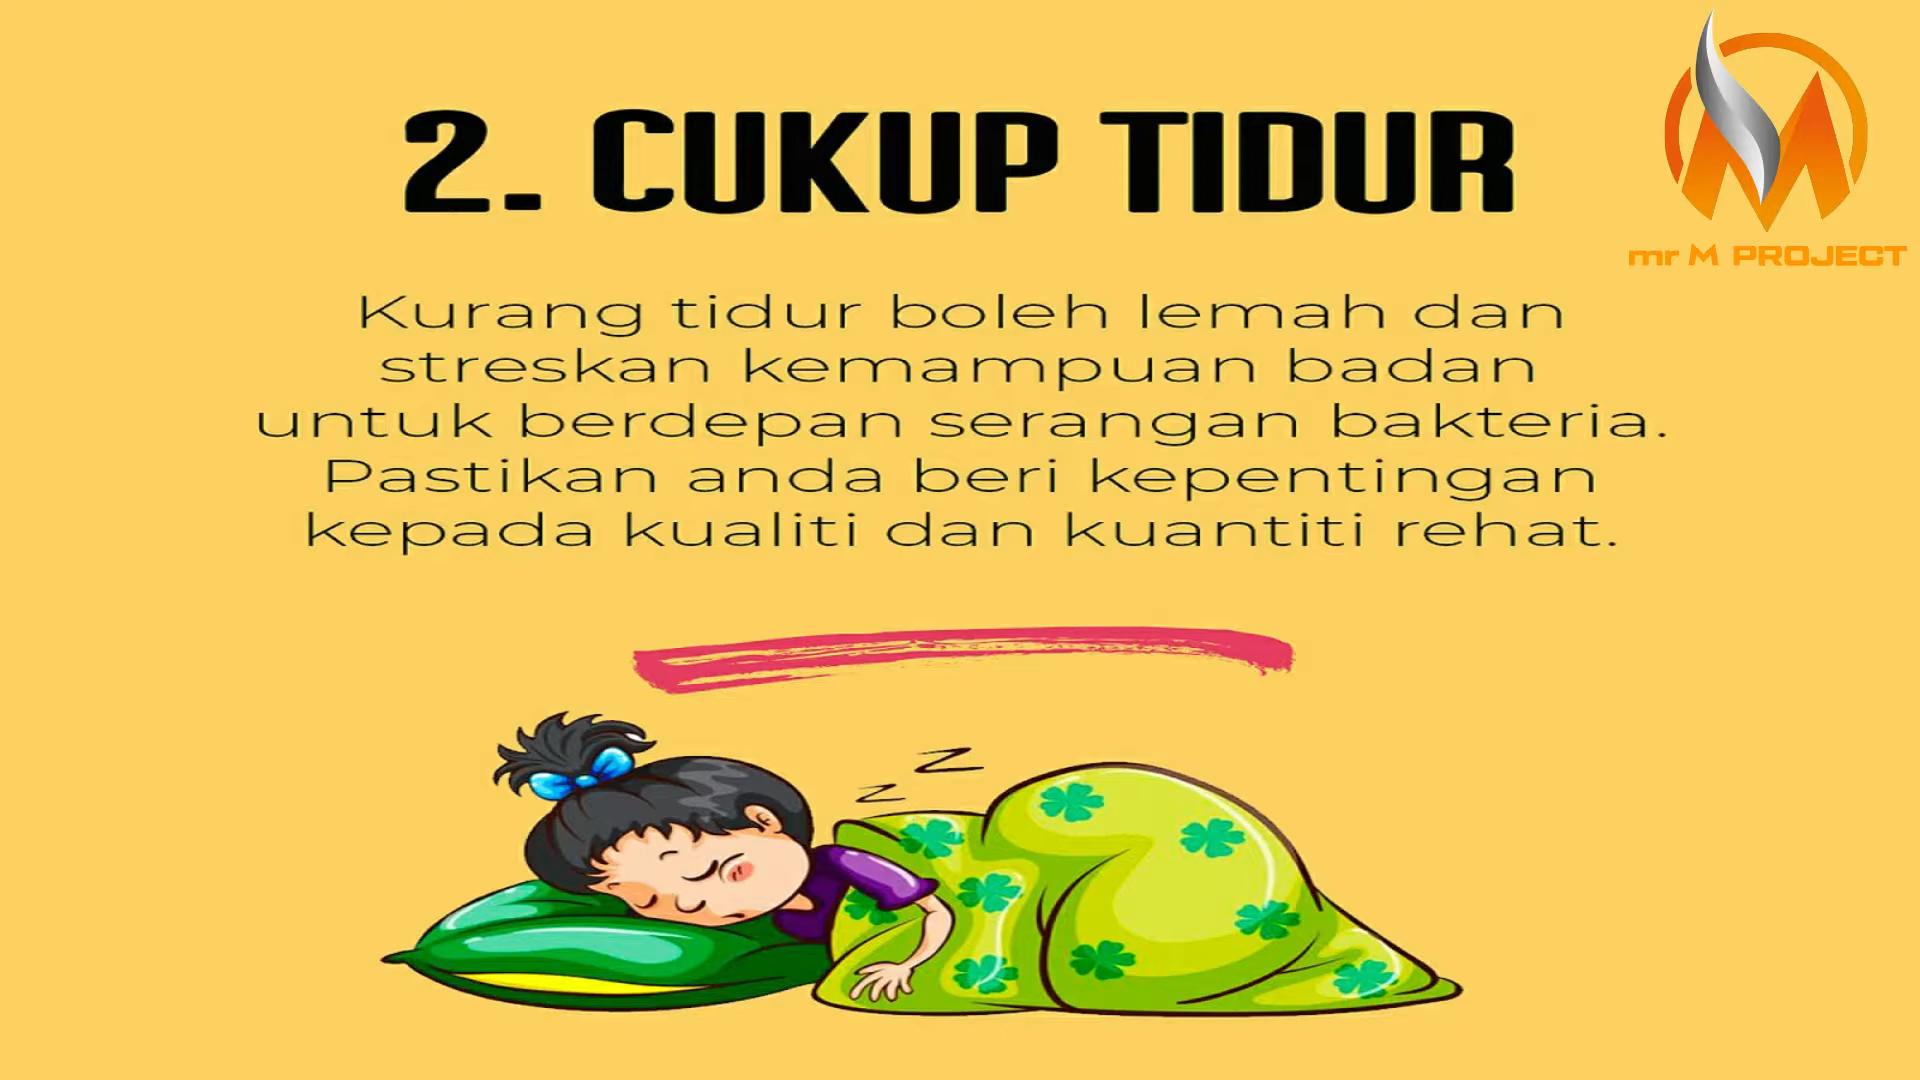 2. CUKUP TIDUR
mr M PROJECT
Kurang tidur boleh lemah dan
streskan kemampuan badan
untuk berdepan serangan bakteria.
Pastikan anda beri kepentingan
kepada kualiti dan kuantiti rehat.
z z